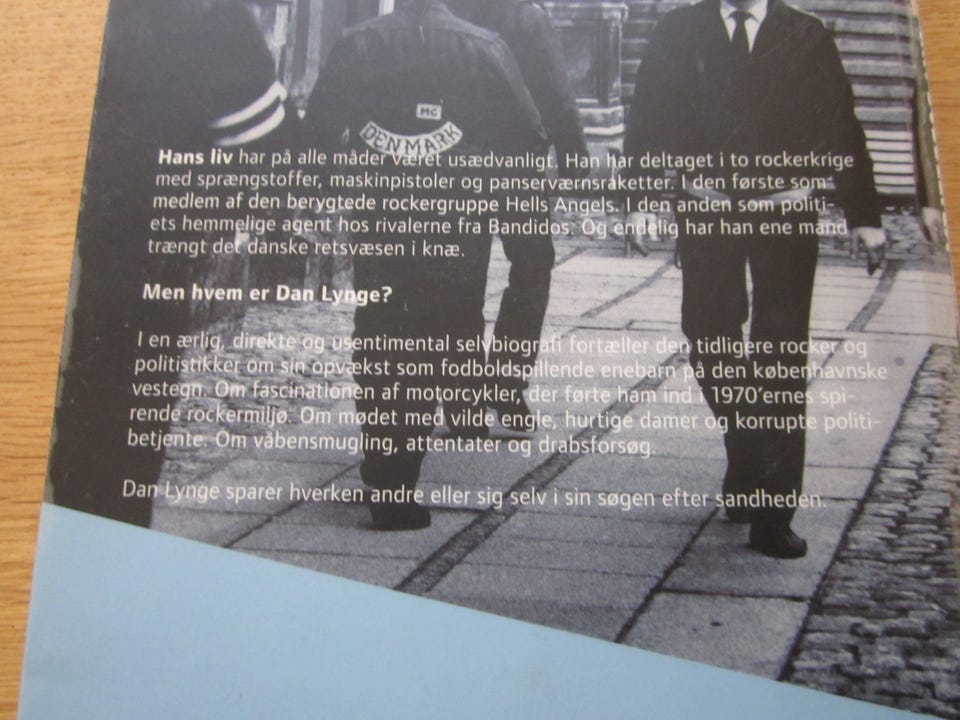 MC
DENMARK
Hans liv har på alle måder været usædvanligt. Han har deltaget i to rockerkrige
med sprængstoffer, maskinpistoler og panserværnsraketter. I den første som
medlem af den berygtede rockergruppe Hells Angels. I den anden som politi-
ets hemmelige agent hos rivalerne fra Bandidos. Og endelig har han ene mand
trængt det danske retsvæsen i knæ.
Men hvem er Dan Lynge?
I en ærlig, direkte og usentimental selvbiografi fortæller den tidligere rocker og
politistikker om sin opvækst som fodboldspillende enebarn på den københavnske
vestegn. Om fascinationen af motorcykler, der førte ham ind i 1970'ernes spi-
rende rockermiljø. Om mødet med vilde engle, hurtige damer og korrupte politi-
betjente. Om våbensmugling, attentater og drabsforsøg.
Dan Lynge sparer hverken andre eller sig selv i sin søgen efter sandheden.